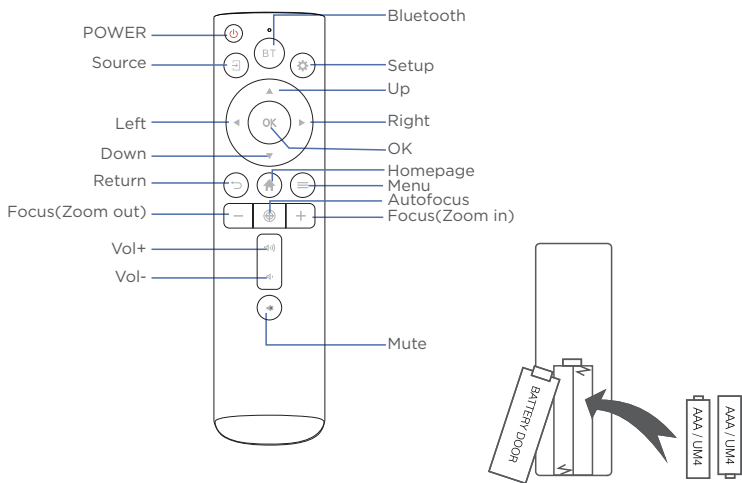 POWER
Source
Left
Down
Return
Focus(Zoom out)
Vol+
Vol-
BT
OK
Bluetooth
Setup
Up
Right
OK
Homepage
Menu
Autofocus
Focus(Zoom in)
Mute
BATTERY DOOR
AAA / UM4
AAA / UM4